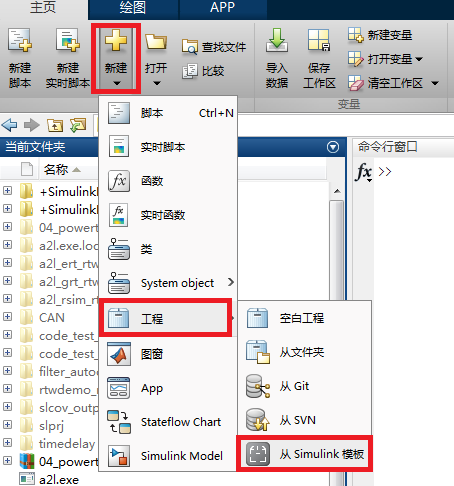 主页 绘图 APP
新建脚本 新建实时脚本 新建 打开 查找文件 比较 导入数据 保存工作区 新建变量 打开变量 清除工作区
变量
当前文件夹 命令行窗口
名称
fx >>
脚本 Ctrl+N
实时脚本
函数
实时函数
类
System object
工程
图窗
App
Stateflow Chart
Simulink Model
空白工程
从文件夹
从 Git
从 SVN
从 Simulink 模板
+Simulink
+Simulink
04_powert
a2l.exe.loc
a2l_ert_rtw
a2l_grt_rtw
a2l_rsim_rt
CAN
code_test_
code_test_
filter_autoc
rtwdemo_r
slcov_outp
slprj
timedelay
04_powert
a2l.exe